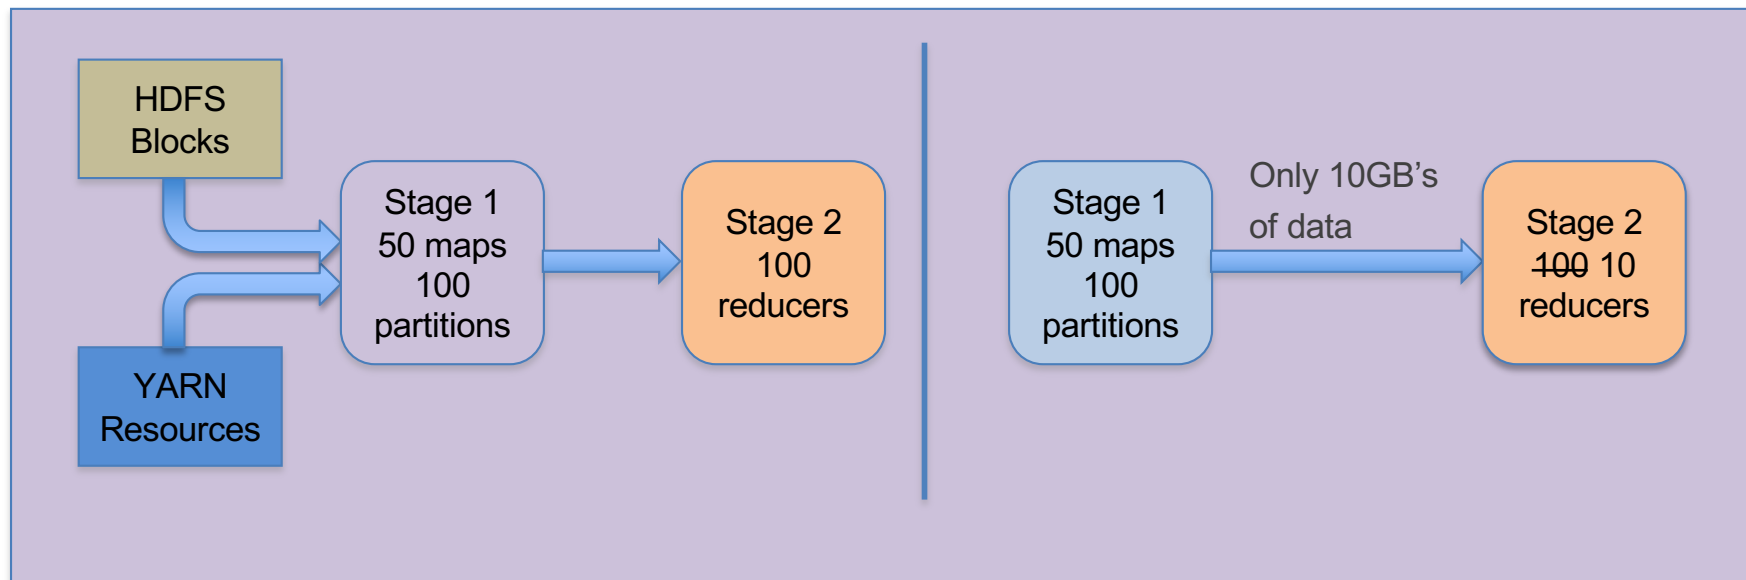 HDFS
Blocks
YARN
Resources
Stage 1
50 maps
100
partitions
Stage 2
100
reducers
Stage 1
50 maps
100
partitions
Only 10GB's
of data
Stage 2
100 10
reducers